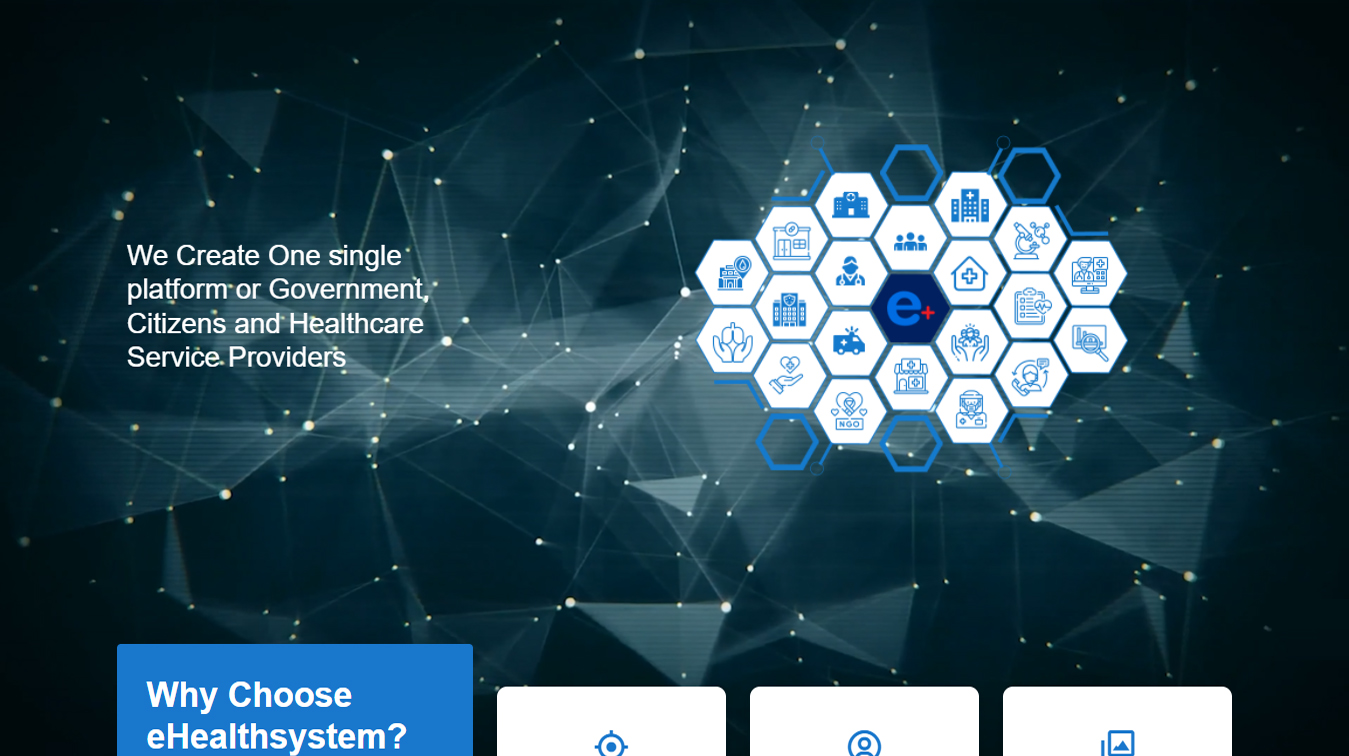 We Create One single
platform or Government,
Citizens and Healthcare
Service Providers
e+
NGO
Why Choose
eHealthsystem?